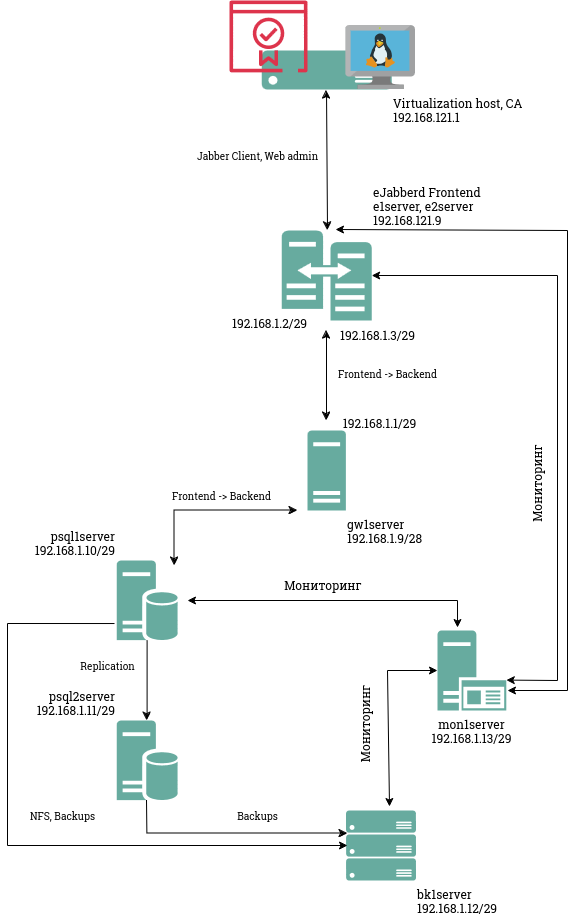 Virtualization host, CA
192.168.121.1
Jabber Client, Web admin
eJabberd Frontend
e1server, e2server
192.168.121.9
192.168.1.2/29
192.168.1.3/29
Frontend -> Backend
192.168.1.1/29
Мониторинг
Frontend -> Backend
gw1server
192.168.1.9/28
psql1server
192.168.1.10/29
Мониторинг
Replication
psql2server
192.168.1.11/29
mon1server
192.168.1.13/29
Мониторинг
NFS, Backups
Backups
bk1server
192.168.1.12/29